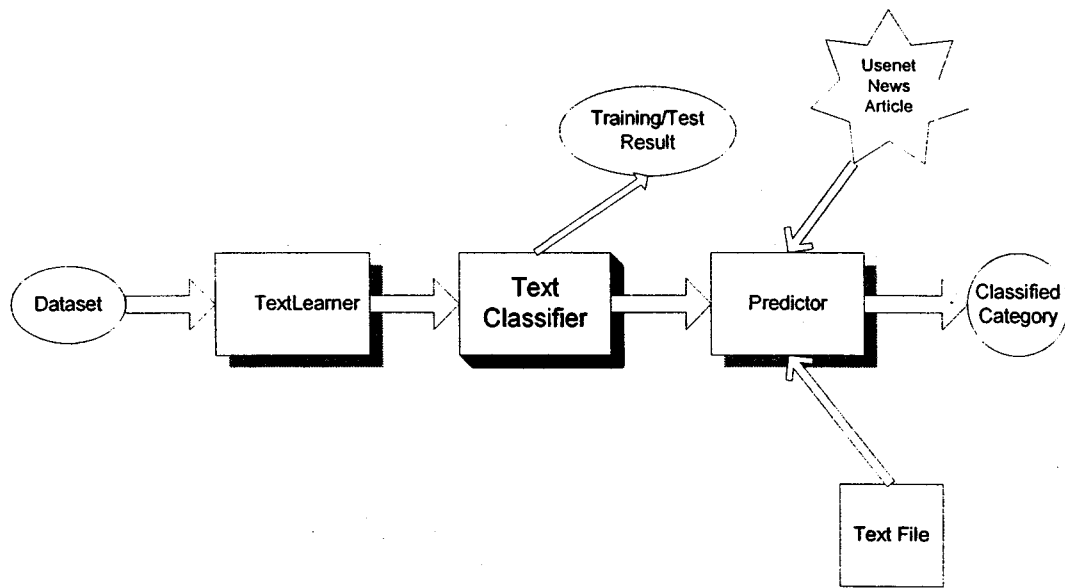 Usenet
News
Article
Training/Test
Result
Dataset
TextLearner
Text
Classifier
Predictor
Classified
Category
Text File